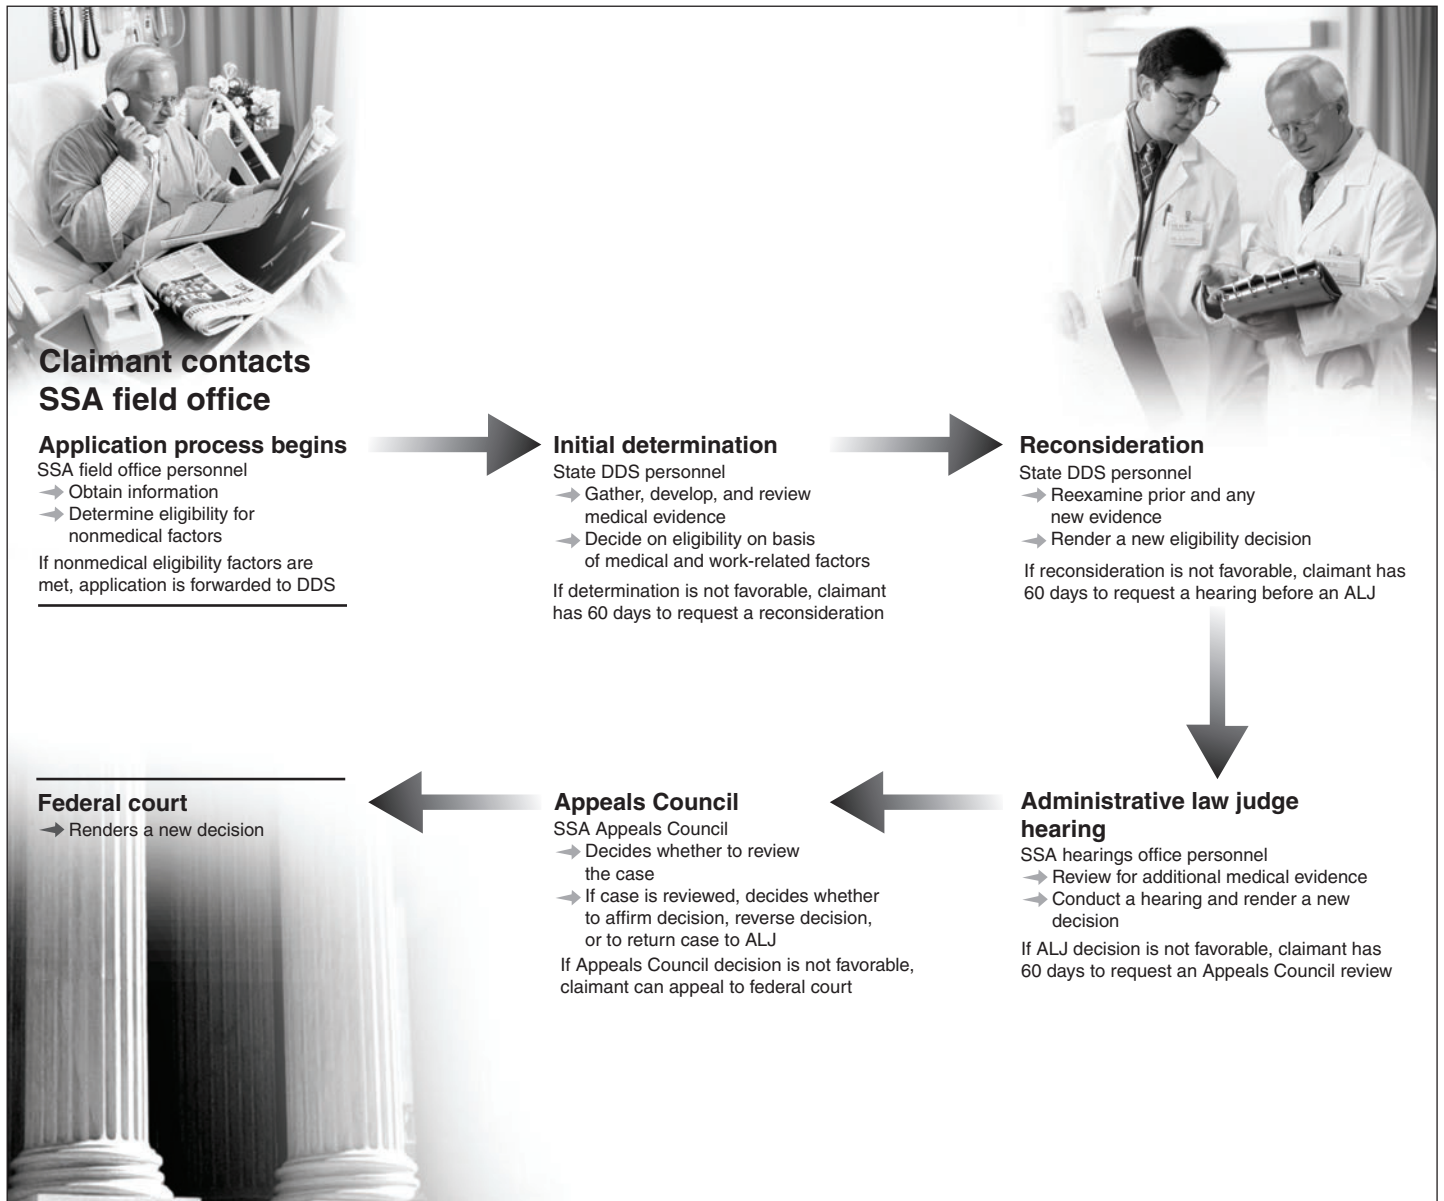 Claimant contacts
SSA field office
Application process begins
SSA field office personnel
Obtain information
Determine eligibility for
nonmedical factors
If nonmedical eligibility factors are
met, application is forwarded to DDS
Initial determination
State DDS personnel
Gather, develop, and review
medical evidence
Decide on eligibility on basis
of medical and work-related factors
If determination is not favorable, claimant
has 60 days to request a reconsideration
Reconsideration
State DDS personnel
Reexamine prior and any
new evidence
Render a new eligibility decision
If reconsideration is not favorable, claimant has
60 days to request a hearing before an ALJ
Administrative law judge
hearing
SSA hearings office personnel
Review for additional medical evidence
Conduct a hearing and render a new
decision
If ALJ decision is not favorable, claimant has
60 days to request an Appeals Council review
Appeals Council
SSA Appeals Council
Decides whether to review
the case
If case is reviewed, decides whether
to affirm decision, reverse decision,
or to return case to ALJ
If Appeals Council decision is not favorable,
claimant can appeal to federal court
Federal court
Renders a new decision